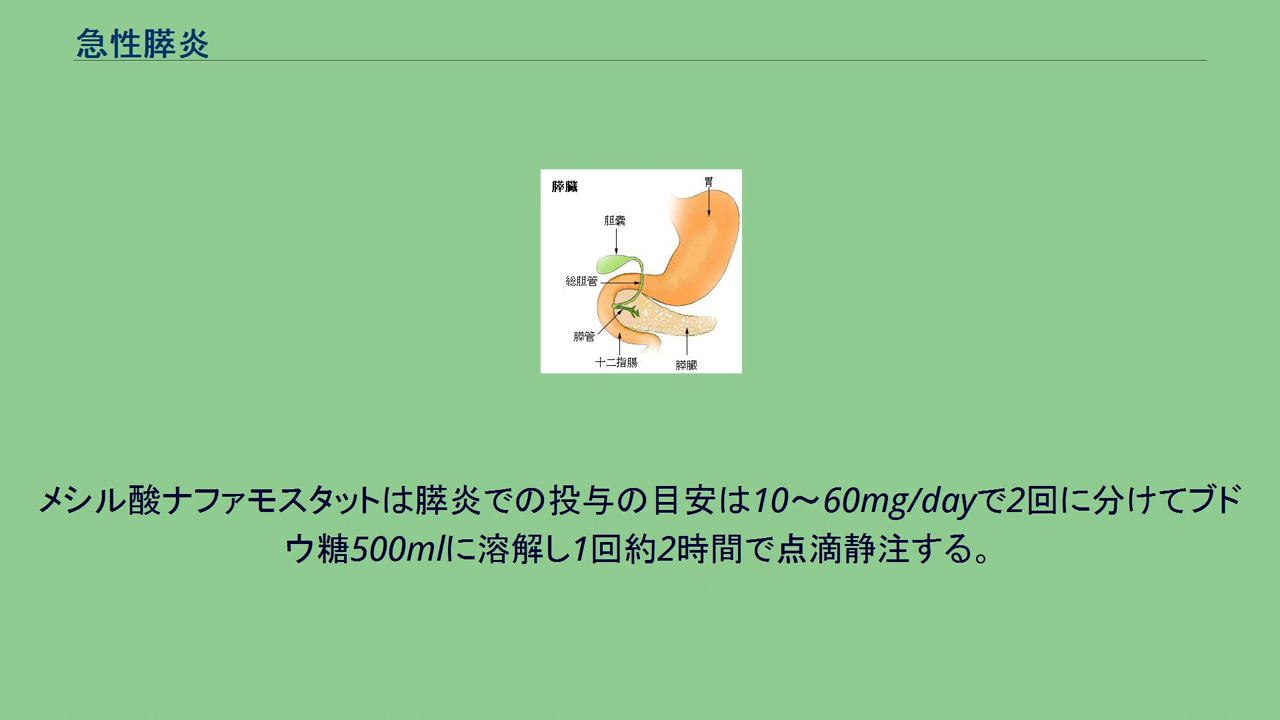 急性膵炎
膵臓
胃
胆嚢
総胆管
膵管
十二指腸
膵臓
メシル酸ナファモスタットは膵炎での投与の目安は10～60mg/dayで2回に分けてブド
ウ糖500mlに溶解し1回約2時間で点滴静注する。